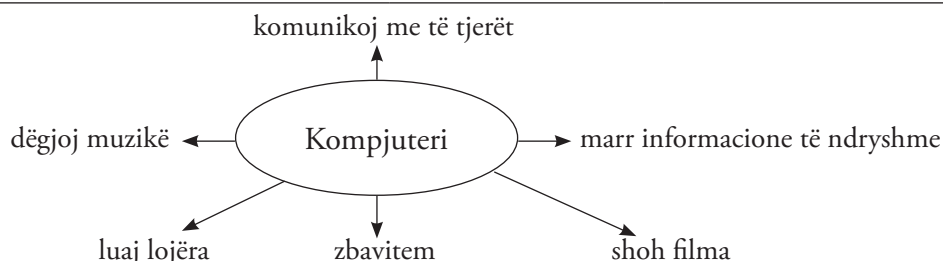 komunikoj me të tjerët
dëgjoj muzikë
Kompjuteri
marr informacione të ndryshme
luaj lojëra
zbavitem
shoh filma